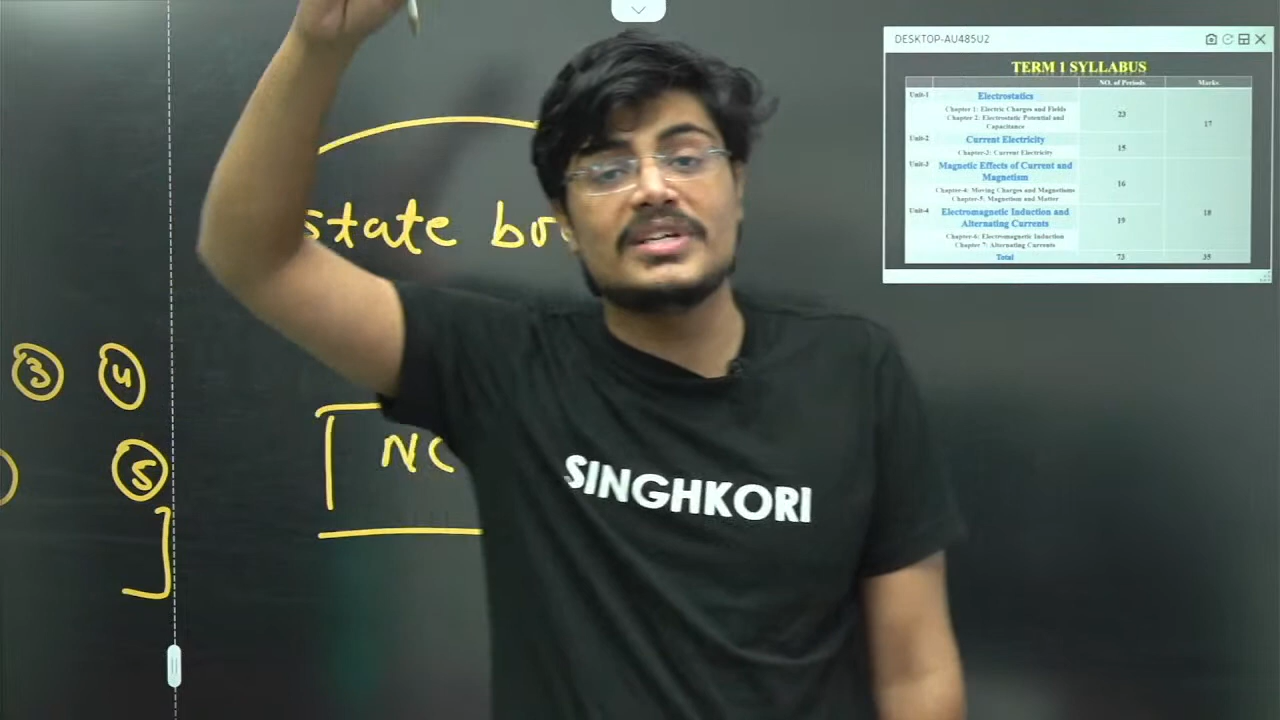 DESKTOP-AU485U2
TERM 1 SYLLABUS
NO. of Periods Marks
Unit-1 Electrostatics
Chapter 1: Electric Charges and Fields
Chapter 2: Electrostatic Potential and
Capacitance
23
17
Unit-2 Current Electricity
Chapter-3: Current Electricity
15
Unit-3 Magnetic Effects of Current and
Magnetism
Chapter-4: Moving Charges and Magnetism
Chapter-5: Magnetism and Matter
16
Unit-4 Electromagnetic Induction and
Alternating Currents
Chapter-6: Electromagnetic Induction
Chapter 7: Alternating Currents
19
18
Total 73 35
state bo
3 4
5
NC
SINGHKORI